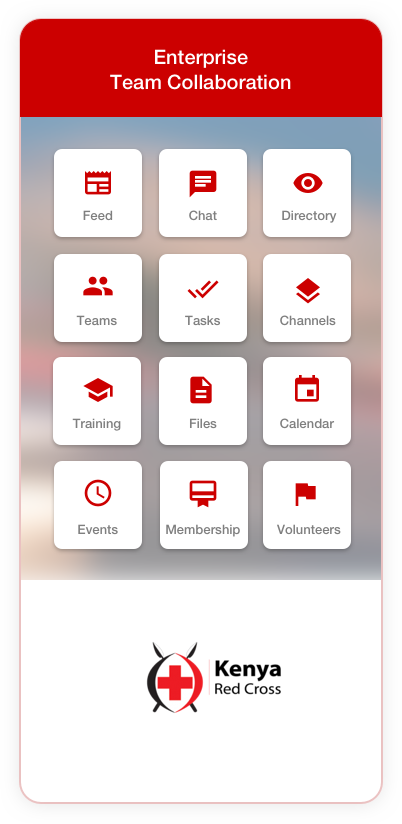 Enterprise
Team Collaboration
Feed
Chat
Directory
Teams
Tasks
Channels
Training
Files
Calendar
Events
Membership
Volunteers
Kenya
Red Cross